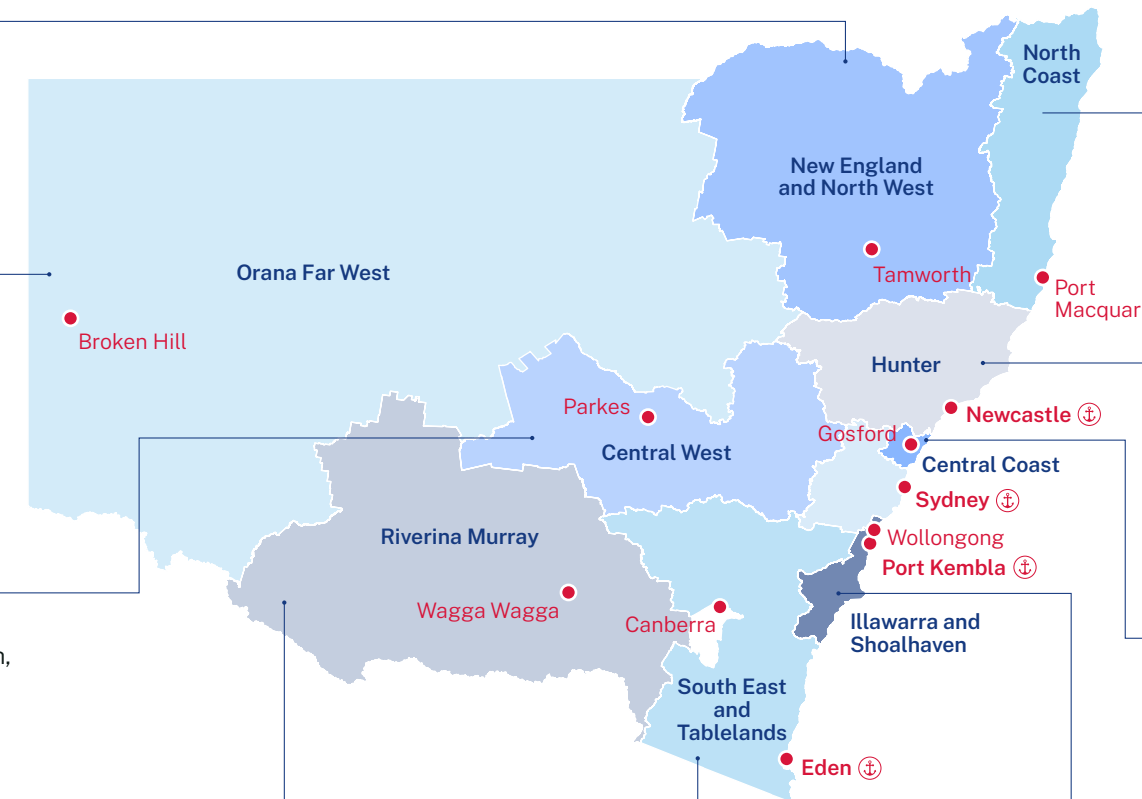 North
Coast
New England
and North West
Tamworth
Orana Far West
Port
Macquar
Broken Hill
Hunter
Parkes
Newcastle
Gosford
Central West
Central Coast
Sydney
Riverina Murray
Wollongong
Port Kembla
Wagga Wagga
Canberra
Illawarra and
Shoalhaven
n,
South East
and
Tablelands
Eden